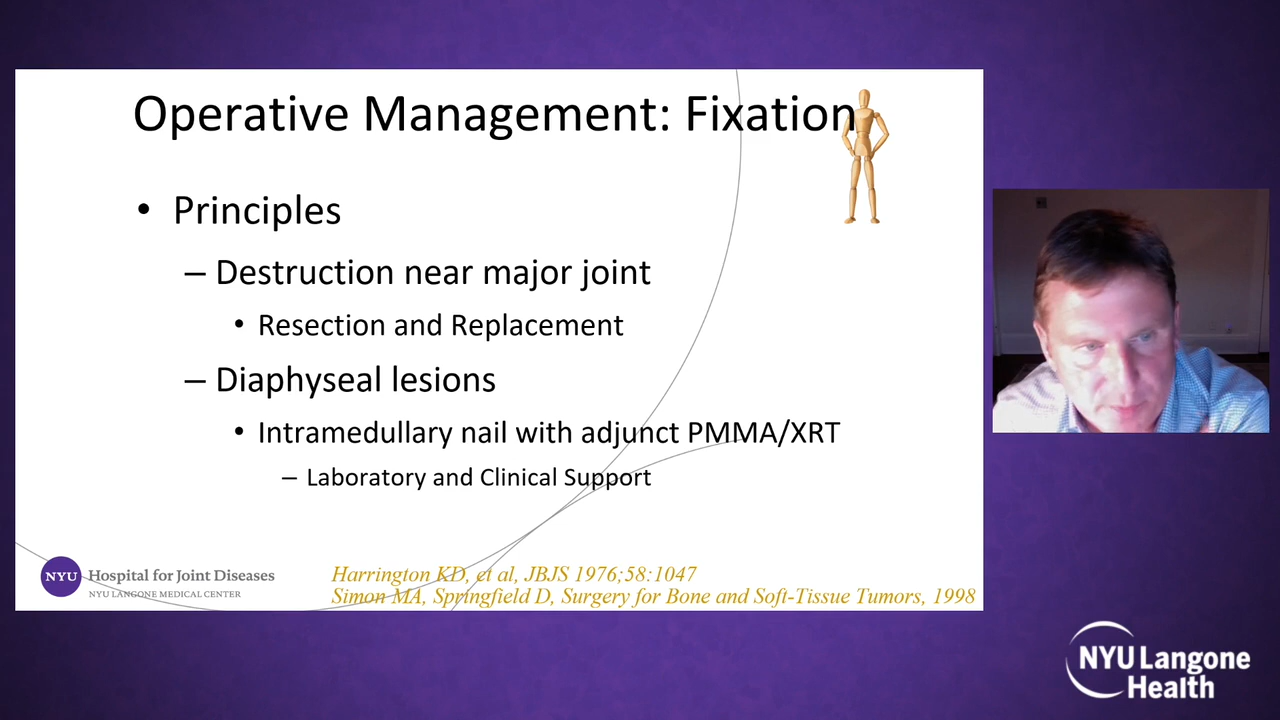 Operative Management: Fixation
• Principles
– Destruction near major joint
• Resection and Replacement
– Diaphyseal lesions
• Intramedullary nail with adjunct PMMA/XRT
– Laboratory and Clinical Support
NYU Hospital for Joint Diseases
NYU LANGONE MEDICAL CENTER
Harrington KD, et al, JBJS 1976;58:1047
Simon MA, Springfield D, Surgery for Bone and Soft-Tissue Tumors, 1998
NYU Langone
Health